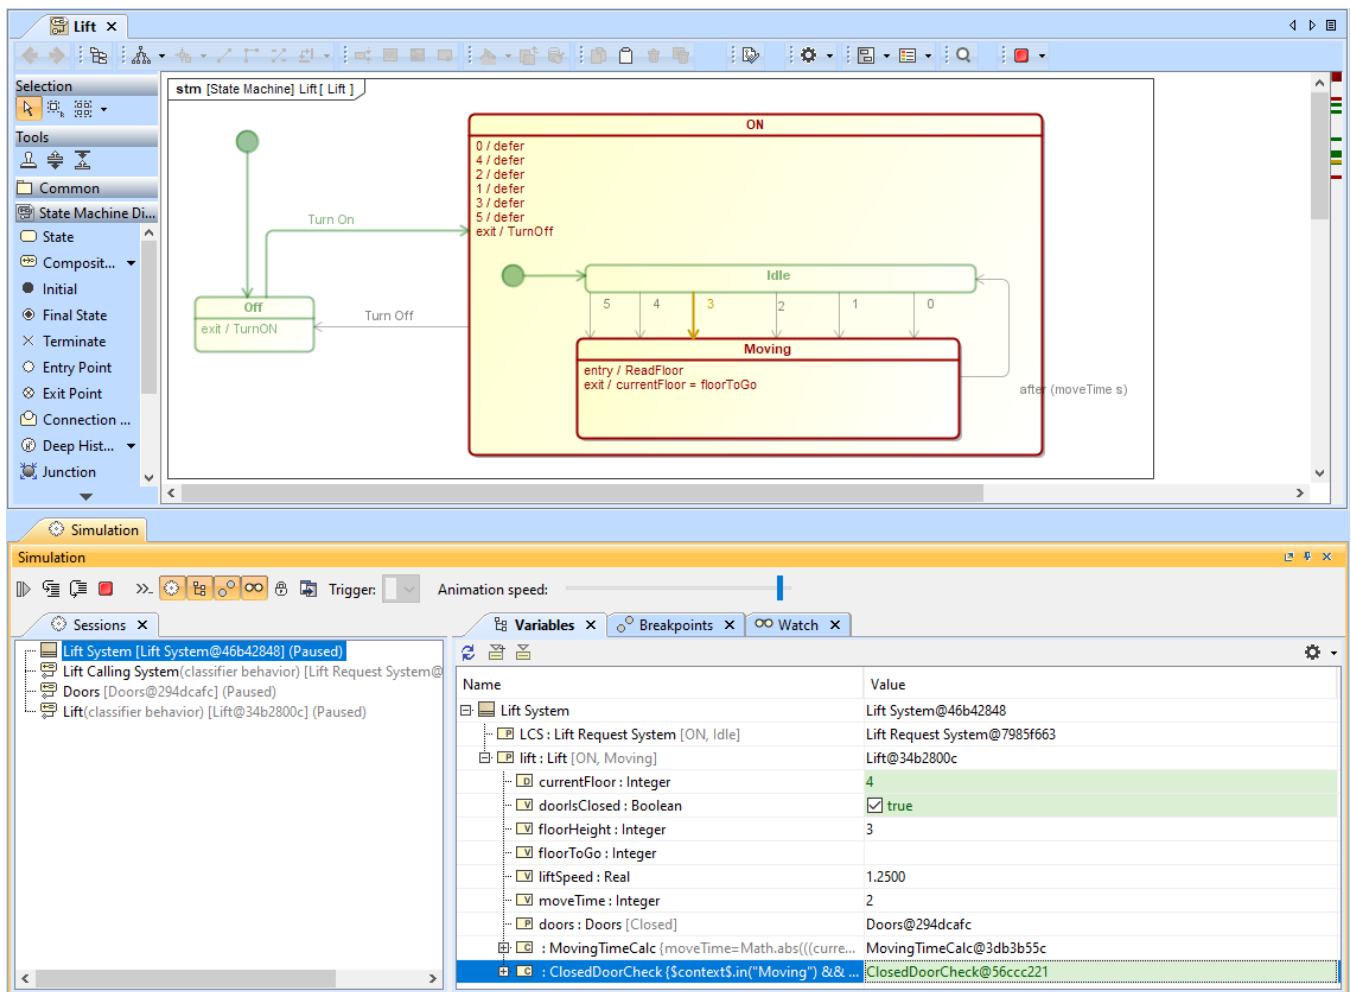 Lift
Selection
Tools
Common
State Machine Di...
State
Composit...
Initial
Final State
Terminate
Entry Point
Exit Point
Connection ...
Deep Hist...
Junction
stm [State Machine] Lift[ Lift ]
ON
0 / defer
4 / defer
2 / defer
1 / defer
3 / defer
5 / defer
exit / TurnOff
Turn On
Idle
5 4 3 2 1 0
Off
exit / TurnON
Turn Off
Moving
entry / ReadFloor
exit / currentFloor = floorToGo
after (moveTime s)
Simulation
Simulation
Trigger:
Animation speed:
Sessions
Lift System [Lift System@46b42848] (Paused)
Lift Calling System(classifier behavior) [Lift Request System@
Doors [Doors@294dcafc] (Paused)
Lift(classifier behavior) [Lift@34b2800c] (Paused)
Variables
Breakpoints
Watch
Name Value
Lift System Lift System@46b42848
LCS : Lift Request System [ON, Idle] Lift Request System@7985f663
lift : Lift [ON, Moving] Lift@34b2800c
currentFloor : Integer 4
doorIsClosed : Boolean true
floorHeight : Integer 3
floorToGo : Integer
liftSpeed : Real 1.2500
moveTime : Integer 2
doors : Doors [Closed] Doors@294dcafc
: MovingTimeCalc {moveTime=Math.abs(((curre... MovingTimeCalc@3db3b55c
: ClosedDoorCheck {$context$.in("Moving") && ... ClosedDoorCheck@56ccc221